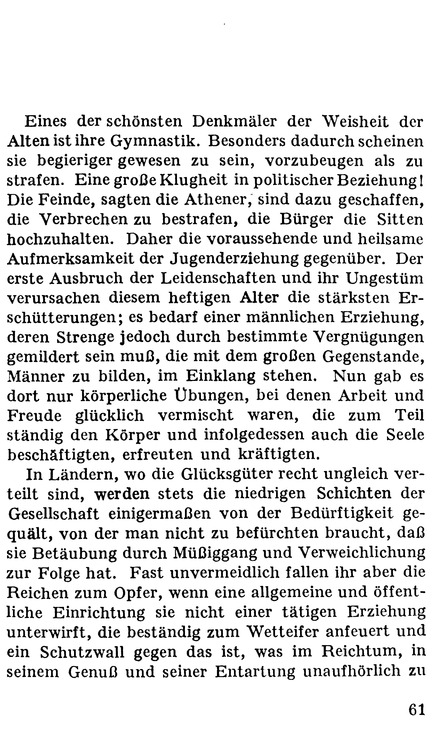 Eines der schönsten Denkmäler der Weisheit der
Alten ist ihre Gymnastik. Besonders dadurch scheinen
sie begieriger gewesen zu sein, vorzubeugen als zu
strafen. Eine große Klugheit in politischer Beziehung!
Die Feinde, sagten die Athener, sind dazu geschaffen,
die Verbrechen zu bestrafen, die Bürger die Sitten
hochzuhalten. Daher die voraussehende und heilsame
Aufmerksamkeit der Jugenderziehung gegenüber. Der
erste Ausbruch der Leidenschaften und ihr Ungestüm
verursachen diesem heftigen Alter die stärksten Er-
schütterungen; es bedarf einer männlichen Erziehung,
deren Strenge jedoch durch bestimmte Vergnügungen
gemildert sein muß, die mit dem großen Gegenstande,
Männer zu bilden, im Einklang stehen. Nun gab es
dort nur körperliche Übungen, bei denen Arbeit und
Freude glücklich vermischt waren, die zum Teil
ständig den Körper und infolgedessen auch die Seele
beschäftigten, erfreuten und kräftigten.
In Ländern, wo die Glücksgüter recht ungleich ver-
teilt sind, werden stets die niedrigen Schichten der
Gesellschaft einigermaßen von der Bedürftigkeit ge-
quält, von der man nicht zu befürchten braucht, daß
sie Betäubung durch Müßiggang und Verweichlichung
zur Folge hat. Fast unvermeidlich fallen ihr aber die
Reichen zum Opfer, wenn eine allgemeine und öffent-
liche Einrichtung sie nicht einer tätigen Erziehung
unterwirft, die beständig zum Wetteifer anfeuert und
ein Schutzwall gegen das ist, was im Reichtum, in
seinem Genuß und seiner Entartung unaufhörlich zu
61